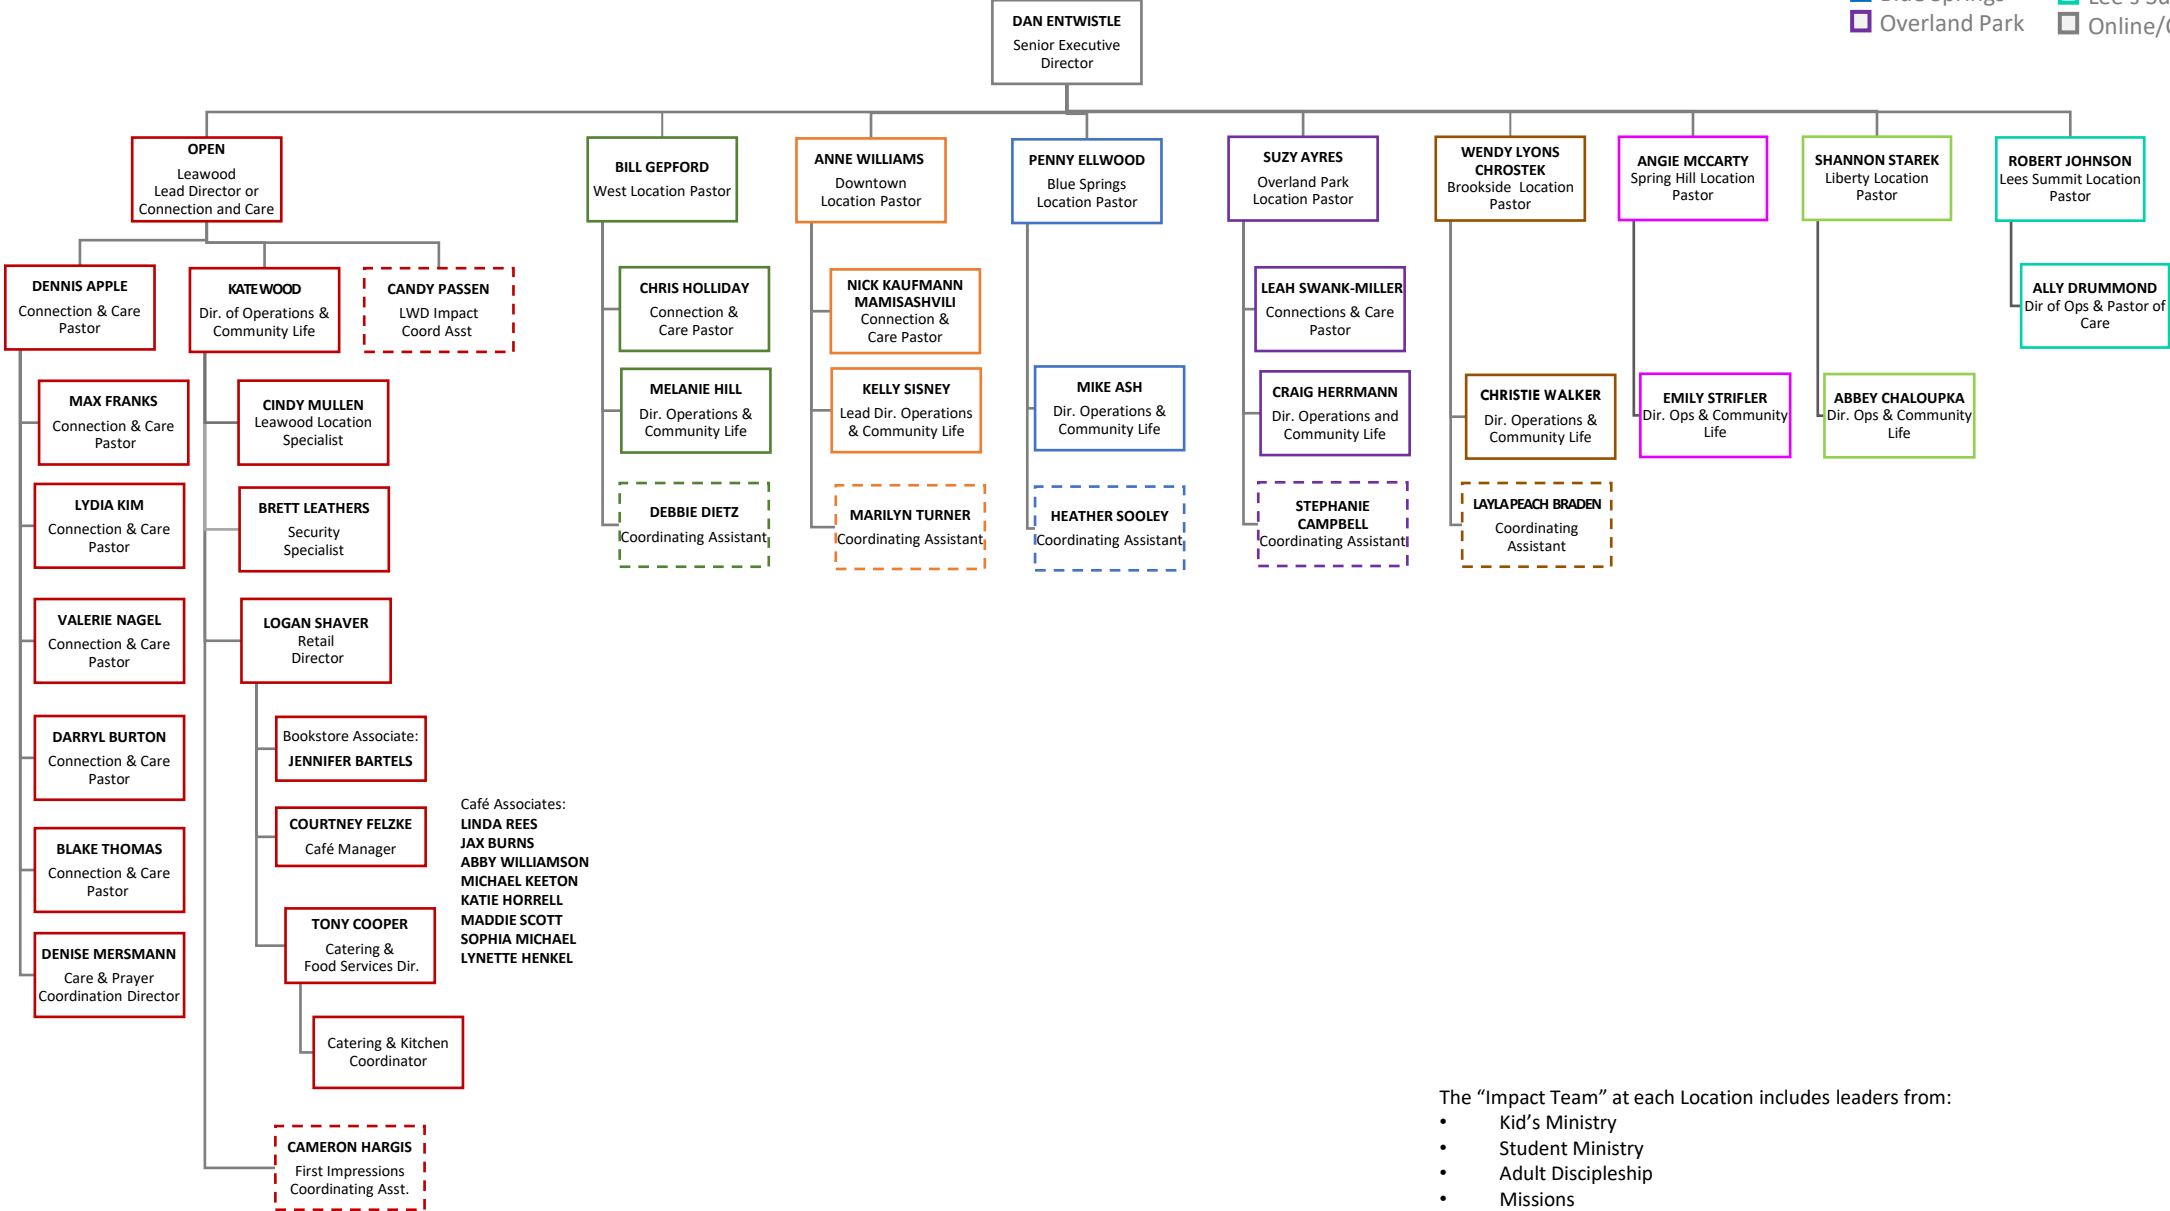 Blue Springs
Overland Park
DAN ENTWISTLE
Senior Executive
Director
OPEN
Leawood
Lead Director or
Connection and Care
BILL GEPFORD
West Location Pastor
ANNE WILLIAMS
Downtown
Location Pastor
PENNY ELLWOOD
Blue Springs
Location Pastor
SUZY AYRES
Overland Park
Location Pastor
WENDY LYONS
CHROSTEK
Brookside Location
Pastor
ANGIE MCCARTY
Spring Hill Location
Pastor
SHANNON STAREK
Liberty Location
Pastor
ROBERT JOHNSON
Lees Summit Location
Pastor
DENNIS APPLE
Connection & Care
Pastor
KATE WOOD
Dir. of Operations &
Community Life
CANDY PASSEN
LWD Impact
Coord Asst
CHRIS HOLLIDAY
Connection &
Care Pastor
NICK KAUFMANN
MAMISASHVILI
Connection &
Care Pastor
LEAH SWANK-MILLER
Connections & Care
Pastor
ALLY DRUMMOND
Dir of Ops & Pastor of
Care
MAX FRANKS
Connection & Care
Pastor
CINDY MULLEN
Leawood Location
Specialist
MELANIE HILL
Dir. Operations &
Community Life
KELLY SISNEY
Lead Dir. Operations
& Community Life
MIKE ASH
Dir. Operations &
Community Life
CRAIG HERRMANN
Dir. Operations and
Community Life
CHRISTIE WALKER
Dir. Operations &
Community Life
EMILY STRIFLER
Dir. Ops & Community
Life
ABBEY CHALOUPKA
Dir. Ops & Community
Life
LYDIA KIM
Connection & Care
Pastor
BRETT LEATHERS
Security
Specialist
DEBBIE DIETZ
Coordinating Assistant
MARILYN TURNER
Coordinating Assistant
HEATHER SOOLEY
Coordinating Assistant
STEPHANIE
CAMPBELL
Coordinating Assistant
LAYLA PEACH BRADEN
Coordinating
Assistant
VALERIE NAGEL
Connection & Care
Pastor
LOGAN SHAVER
Retail
Director
DARRYL BURTON
Connection & Care
Pastor
Bookstore Associate:
JENNIFER BARTELS
BLAKE THOMAS
Connection & Care
Pastor
COURTNEY FELZKE
Café Manager
Café Associates:
LINDA REES
JAX BURNS
ABBY WILLIAMSON
MICHAEL KEETON
KATIE HORRELL
MADDIE SCOTT
SOPHIA MICHAEL
LYNETTE HENKEL
DENISE MERSMANN
Care & Prayer
Coordination Director
TONY COOPER
Catering &
Food Services Dir.
Catering & Kitchen
Coordinator
CAMERON HARGIS
First Impressions
Coordinating Asst.
The “Impact Team” at each Location includes leaders from:
• Kid’s Ministry
• Student Ministry
• Adult Discipleship
• Missions